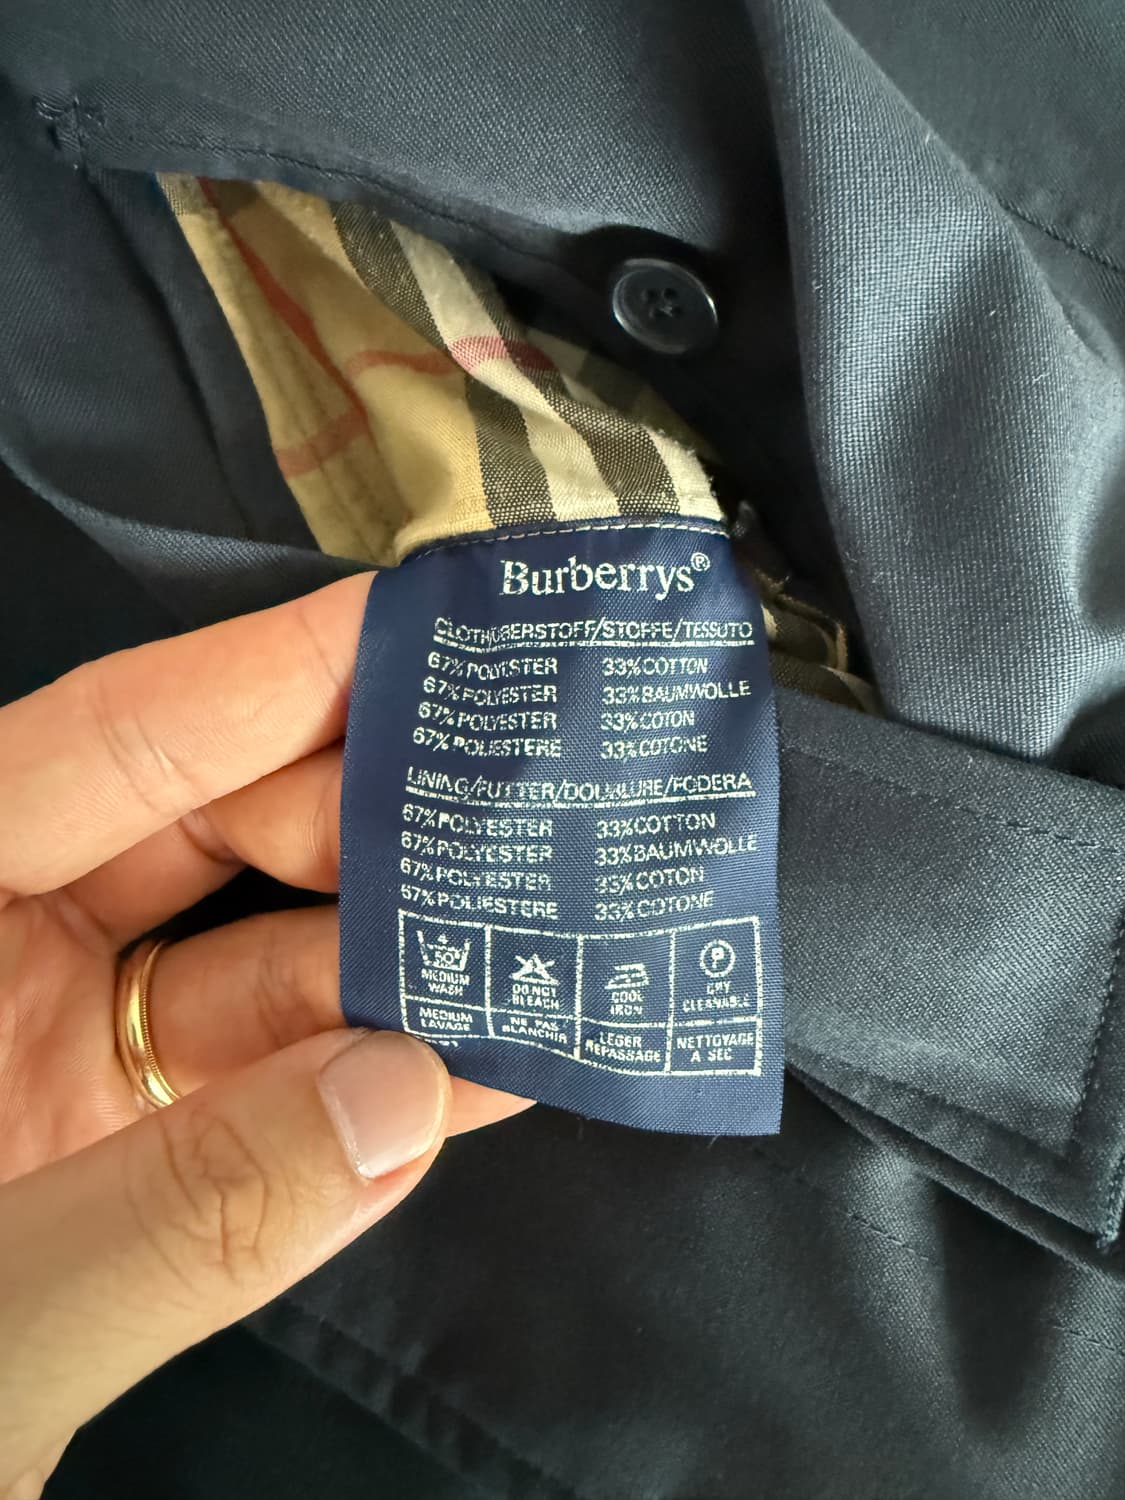 Burberrys®
CLOTH/OBERSTOFF/STOFFE/TESSUTO
67% POLYESTER 33% COTTON
67% POLYESTER 33% BAUMWOLLE
67% POLYESTER 33% COTON
67% POLIESTERE 33% COTONE
LINING/FUTTER/DOUBLURE/FODERA
67% POLYESTER 33% COTTON
67% POLYESTER 33% BAUMWOLLE
67% POLYESTER 33% COTON
67% POLIESTERE 33% COTONE
4
50°
MEDIUM WASH
DO NOT BLEACH
COOL IRON
P
DRY CLEANABLE
MEDIUM LAVAGE
NE PAS BLANCHIR
LEGER REPASSAGE
NETTOYAGE A SEC